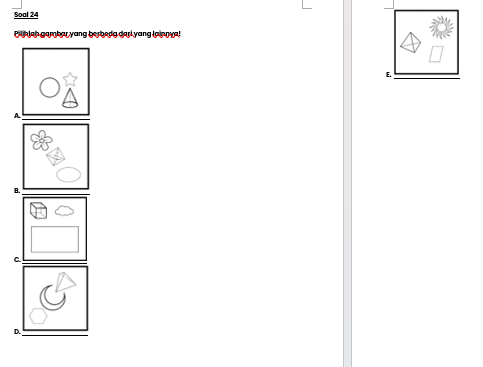 Soal 24
Pilihlah gambar yang berbeda dari yang lainnya!
A.
B.
C.
D.
E.